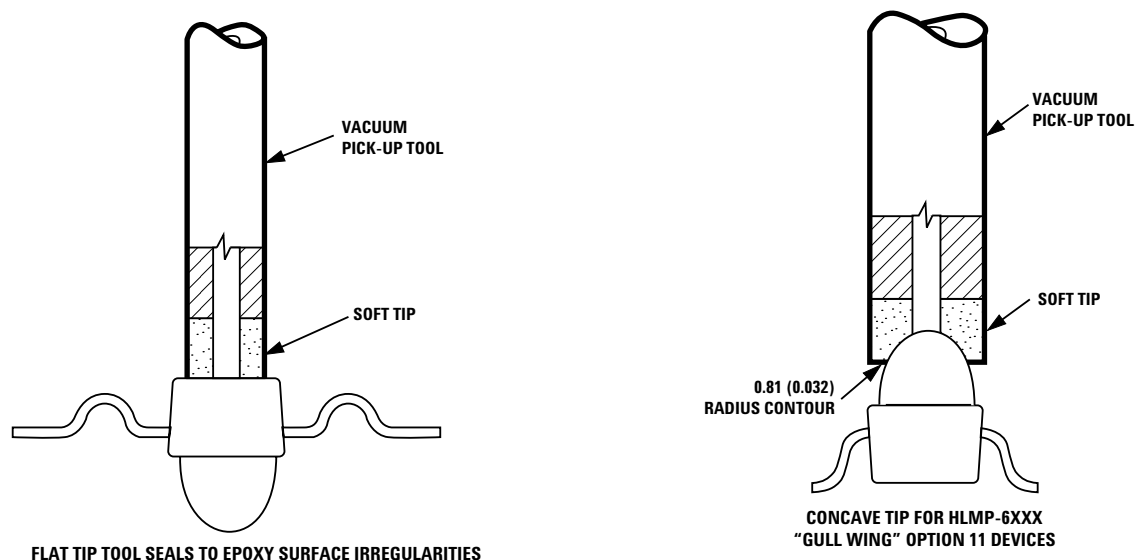 VACUUM
PICK-UP TOOL
SOFT TIP
FLAT TIP TOOL SEALS TO EPOXY SURFACE IRREGULARITIES
VACUUM
PICK-UP TOOL
SOFT TIP
0.81 (0.032)
RADIUS CONTOUR
CONCAVE TIP FOR HLMP-6XXX
“GULL WING” OPTION 11 DEVICES